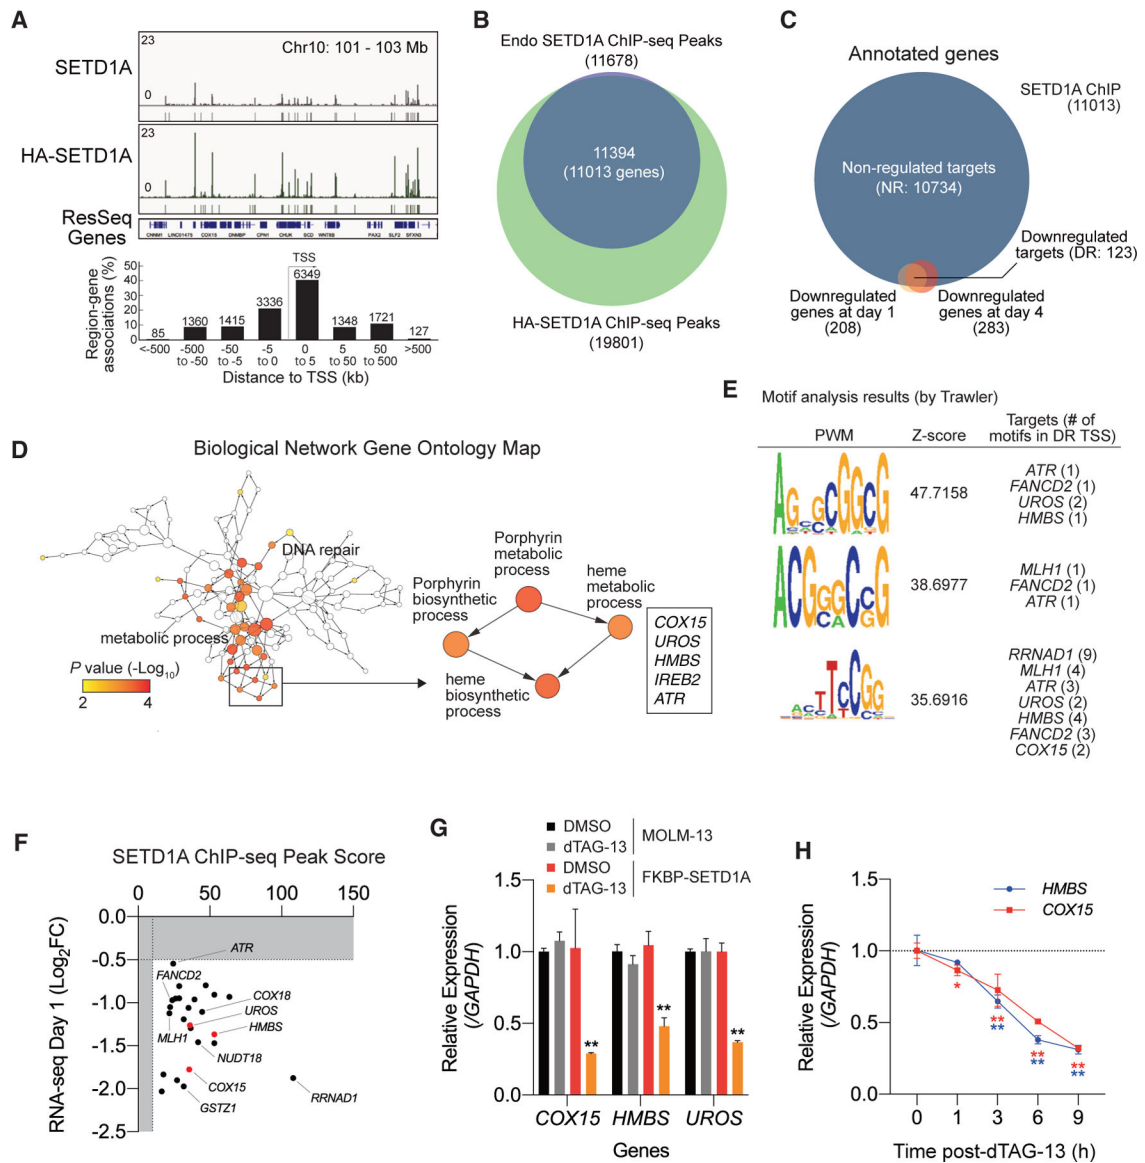 A
23
Chr10: 101 - 103 Mb
SETD1A
0
23
HA-SETD1A
0
ResSeq
Genes
CHNM1 LINC01475 COX15 DNMBP CPN1 CHUK SCD WNT8B PAX2 SLF2 SFXN3
Region-gene
associations (%)
50
40
30
20
10
0
TSS
85
1360
1415
3336
6349
1348
1721
127
<-500
-500
to -50
-50
to -5
-5
to 0
0
to 5
5
to 50
50
to 500
>500
Distance to TSS (kb)
B
Endo SETD1A ChIP-seq Peaks
(11678)
11394
(11013 genes)
HA-SETD1A ChIP-seq Peaks
(19801)
C
Annotated genes
SETD1A ChIP
(11013)
Non-regulated targets
(NR: 10734)
Downregulated
targets (DR: 123)
Downregulated
genes at day 1
(208)
Downregulated
genes at day 4
(283)
D
Biological Network Gene Ontology Map
DNA repair
metabolic process
P value (-Log10)
2
4
Porphyrin
metabolic
process
Porphyrin
biosynthetic
process
heme
metabolic
process
heme
biosynthetic
process
COX15
UROS
HMBS
IREB2
ATR
E
Motif analysis results (by Trawler)
PWM
Z-score
Targets (# of
motifs in DR TSS)
47.7158
ATR (1)
FANCD2 (1)
UROS (2)
HMBS (1)
38.6977
MLH1 (1)
FANCD2 (1)
ATR (1)
35.6916
RRNAD1 (9)
MLH1 (4)
ATR (3)
UROS (2)
HMBS (4)
FANCD2 (3)
COX15 (2)
F
SETD1A ChIP-seq Peak Score
0
50
100
150
RNA-seq Day 1 (Log2FC)
0.0
-0.5
-1.0
-1.5
-2.0
-2.5
ATR
FANCD2
COX18
UROS
HMBS
MLH1
NUDT18
COX15
GSTZ1
RRNAD1
G
DMSO
dTAG-13
MOLM-13
DMSO
dTAG-13
FKBP-SETD1A
Relative Expression
(/GAPDH)
1.5
1.0
0.5
0.0
**
**
**
COX15
HMBS
UROS
Genes
H
HMBS
COX15
Relative Expression
(/GAPDH)
1.5
1.0
0.5
0.0
*
**
**
**
**
**
**
0
1
3
6
9
Time post-dTAG-13 (h)